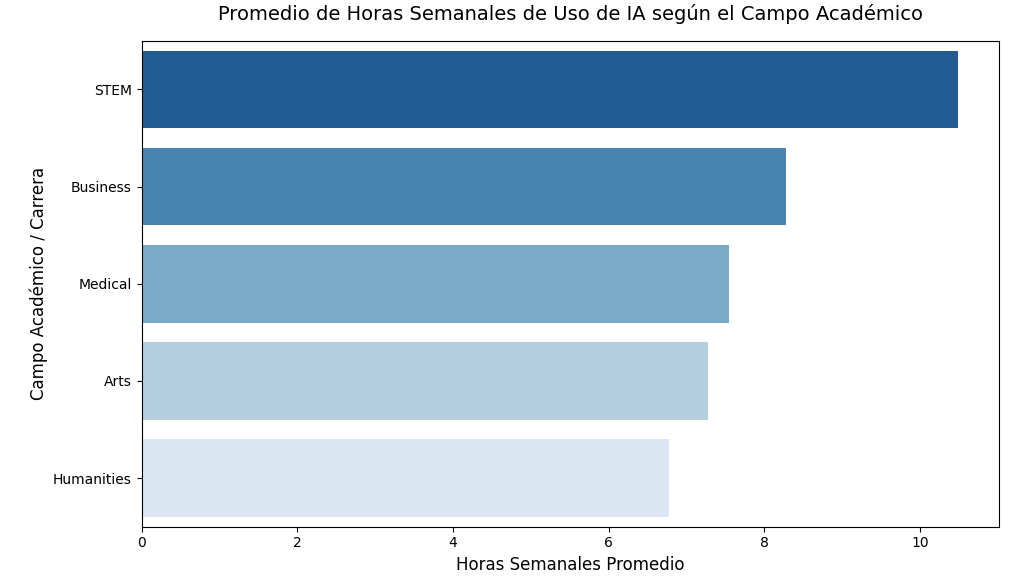 Promedio de Horas Semanales de Uso de IA según el Campo Académico
Campo Académico / Carrera
STEM
Business
Medical
Arts
Humanities
0 2 4 6 8 10
Horas Semanales Promedio